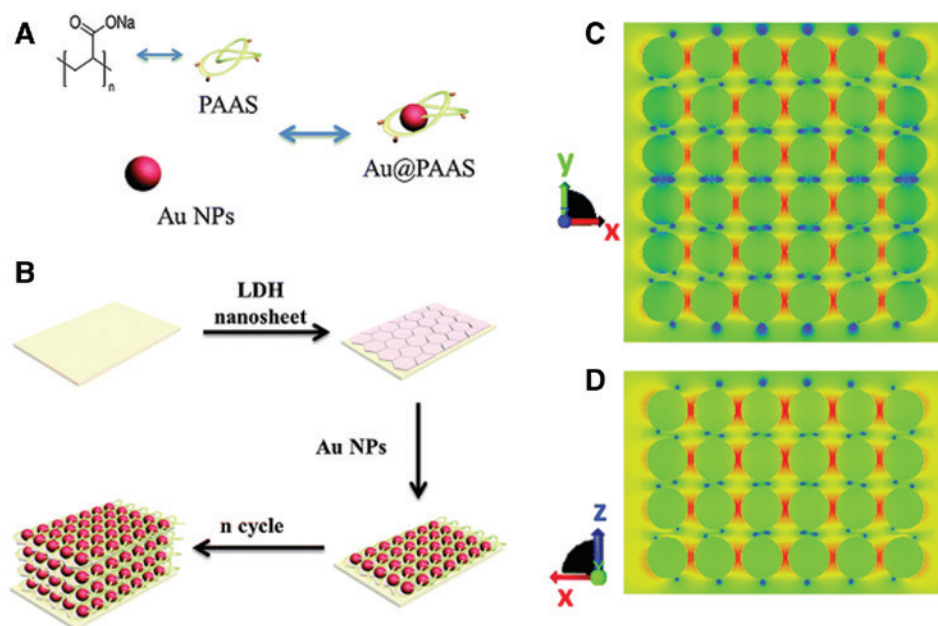 A
O
ONa
n
PAAS
Au NPs
Au@PAAS
B
LDH
nanosheet
Au NPs
n cycle
C
y
x
D
z
x